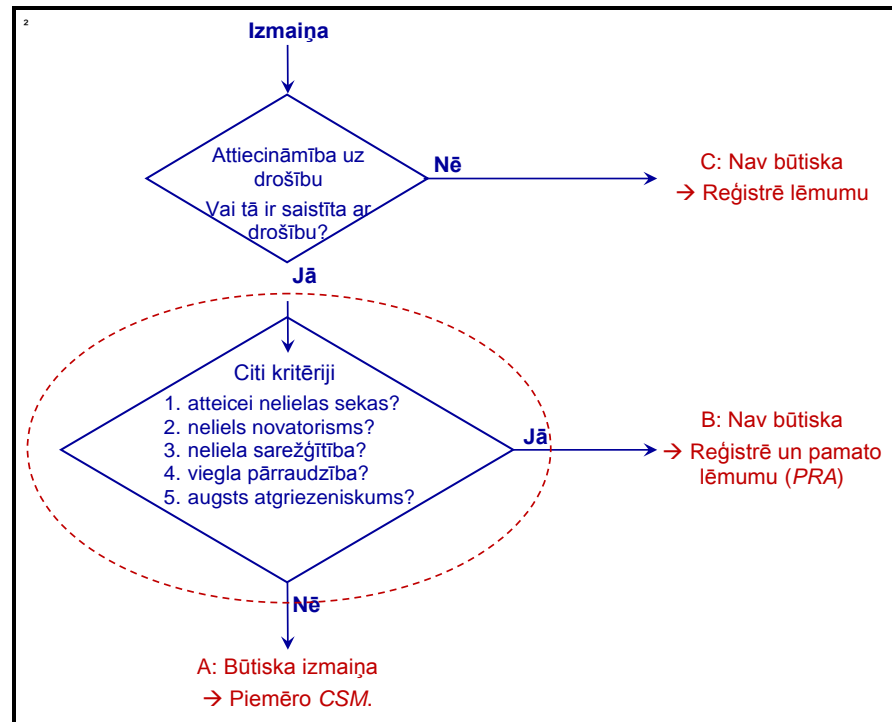 2
Izmaiņa
Attiecināmība uz
drošību
Vai tā ir saistīta ar
drošību?
Nē
C: Nav būtiska
→ Reģistrē lēmumu
Jā
Citi kritēriji
1. atteicei nelielas sekas?
2. neliels novatorisms?
3. neliela sarežģītība?
4. viegla pārraudzība?
5. augsts atgriezeniskums?
Jā
B: Nav būtiska
→ Reģistrē un pamato
lēmumu (PRA)
Nē
A: Būtiska izmaiņa
→ Piemēro CSM.